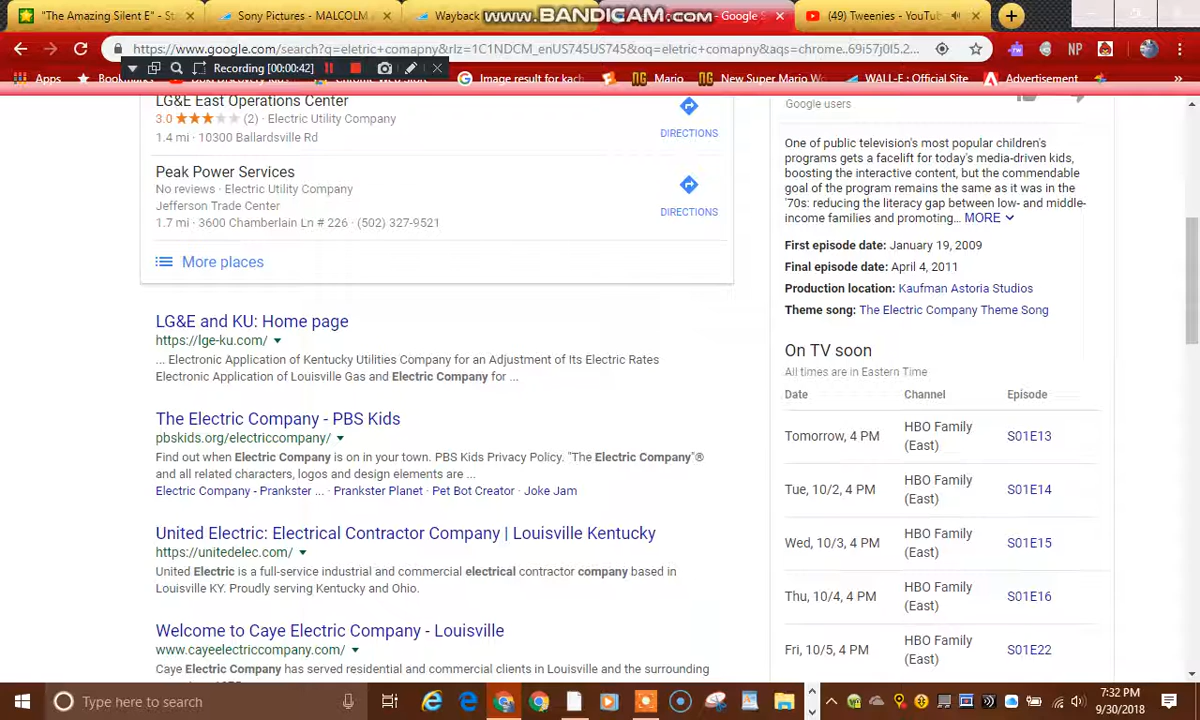 "The Amazing Silent E" - St
Sony Pictures - MALCOLM
Wayback
www.BANDICAM.com
- Google S
(49) Tweenies - YouTu
https://www.google.com/search?q=eletric+comapny&rlz=1C1NDCM_enUS745US745&oq=eletric+comapny&aqs=chrome..69i57j0l5.2...
Recording [00:00:42]
Apps
Bookmark
Image result for kach
Mario
New Super Mario Wo
WALL-E : Official Site
Advertisement
»
LG&E East Operations Center
3.0 (2) · Electric Utility Company
1.4 mi · 10300 Ballardsville Rd
DIRECTIONS
Peak Power Services
No reviews · Electric Utility Company
Jefferson Trade Center
1.7 mi · 3600 Chamberlain Ln # 226 · (502) 327-9521
DIRECTIONS
More places
LG&E and KU: Home page
https://lge-ku.com/
... Electronic Application of Kentucky Utilities Company for an Adjustment of Its Electric Rates
Electronic Application of Louisville Gas and Electric Company for ...
The Electric Company - PBS Kids
pbskids.org/electriccompany/
Find out when Electric Company is on in your town. PBS Kids Privacy Policy. "The Electric Company"®
and all related characters, logos and design elements are ...
Electric Company - Prankster ... · Prankster Planet · Pet Bot Creator · Joke Jam
United Electric: Electrical Contractor Company | Louisville Kentucky
https://unitedelec.com/
United Electric is a full-service industrial and commercial electrical contractor company based in
Louisville KY. Proudly serving Kentucky and Ohio.
Welcome to Caye Electric Company - Louisville
www.cayeelectriccompany.com/
Caye Electric Company has served residential and commercial clients in Louisville and the surrounding
Google users
One of public television's most popular children's
programs gets a facelift for today's media-driven kids,
boosting the interactive content, but the commendable
goal of the program remains the same as it was in the
'70s: reducing the literacy gap between low- and middle-
income families and promoting... MORE
First episode date: January 19, 2009
Final episode date: April 4, 2011
Production location: Kaufman Astoria Studios
Theme song: The Electric Company Theme Song
On TV soon
All times are in Eastern Time
Date Channel Episode
Tomorrow, 4 PM HBO Family (East) S01E13
Tue, 10/2, 4 PM HBO Family (East) S01E14
Wed, 10/3, 4 PM HBO Family (East) S01E15
Thu, 10/4, 4 PM HBO Family (East) S01E16
Fri, 10/5, 4 PM HBO Family (East) S01E22
Type here to search
7:32 PM
9/30/2018